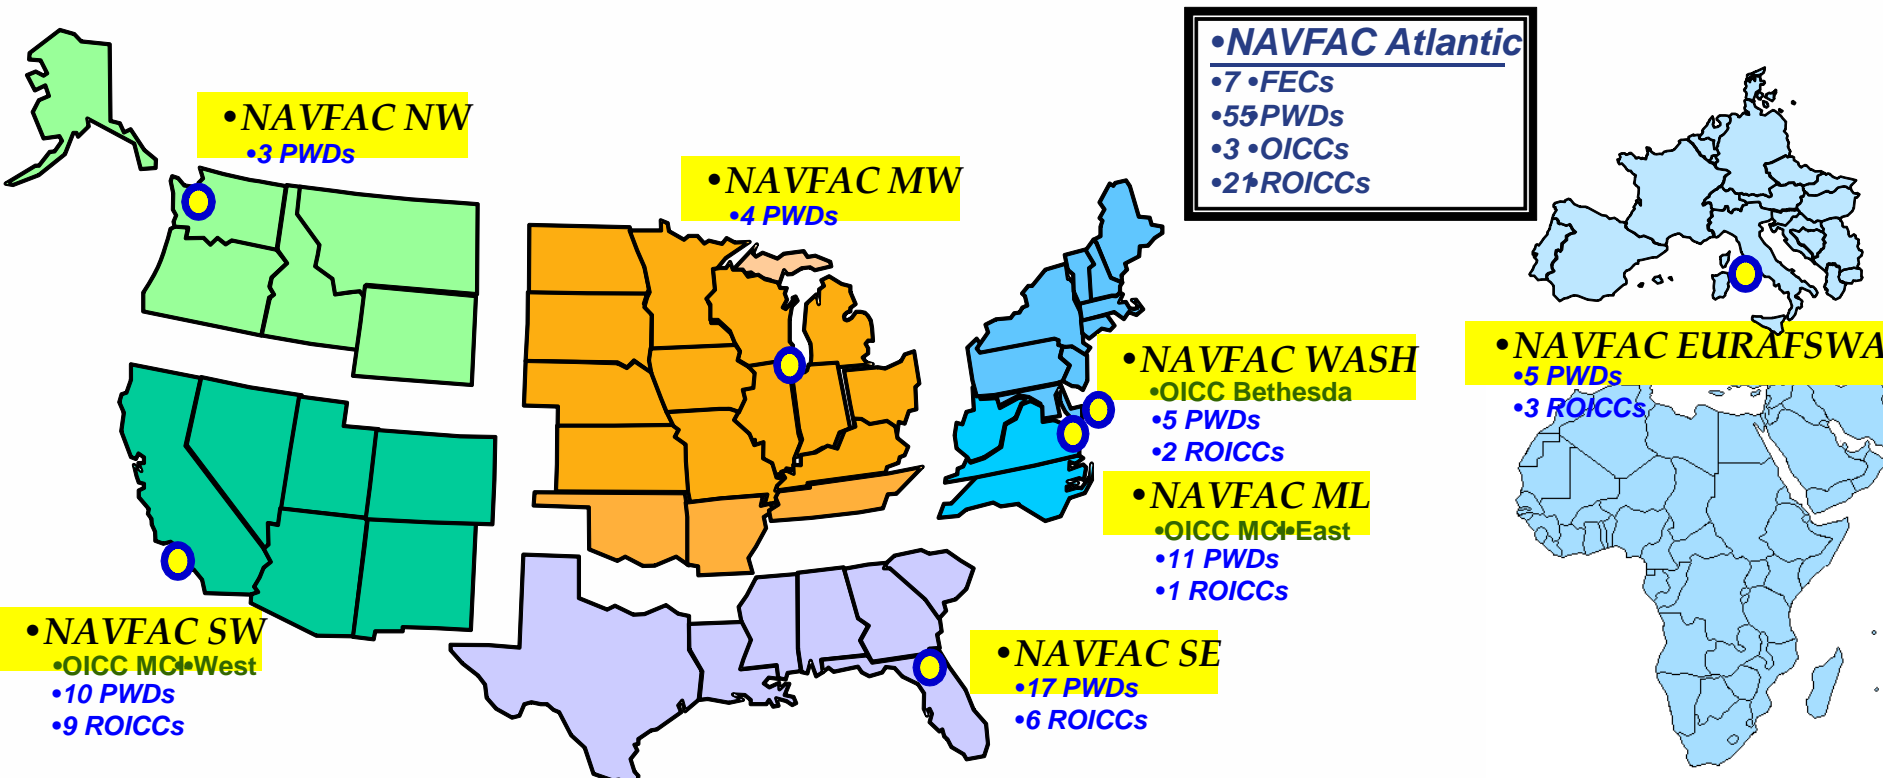 •NAVFAC Atlantic
•7 •FECs
•55•PWDs
•3 •OICCs
•21•ROICCs
•NAVFAC NW
•3 PWDs
•NAVFAC MW
•4 PWDs
•NAVFAC WASH
•OICC Bethesda
•5 PWDs
•2 ROICCs
•NAVFAC EURAFSWA
•5 PWDs
•3 ROICCs
•NAVFAC ML
•OICC MCI•-•East
•11 PWDs
•1 ROICCs
•NAVFAC SW
•OICC MCI•-•West
•10 PWDs
•9 ROICCs
•NAVFAC SE
•17 PWDs
•6 ROICCs